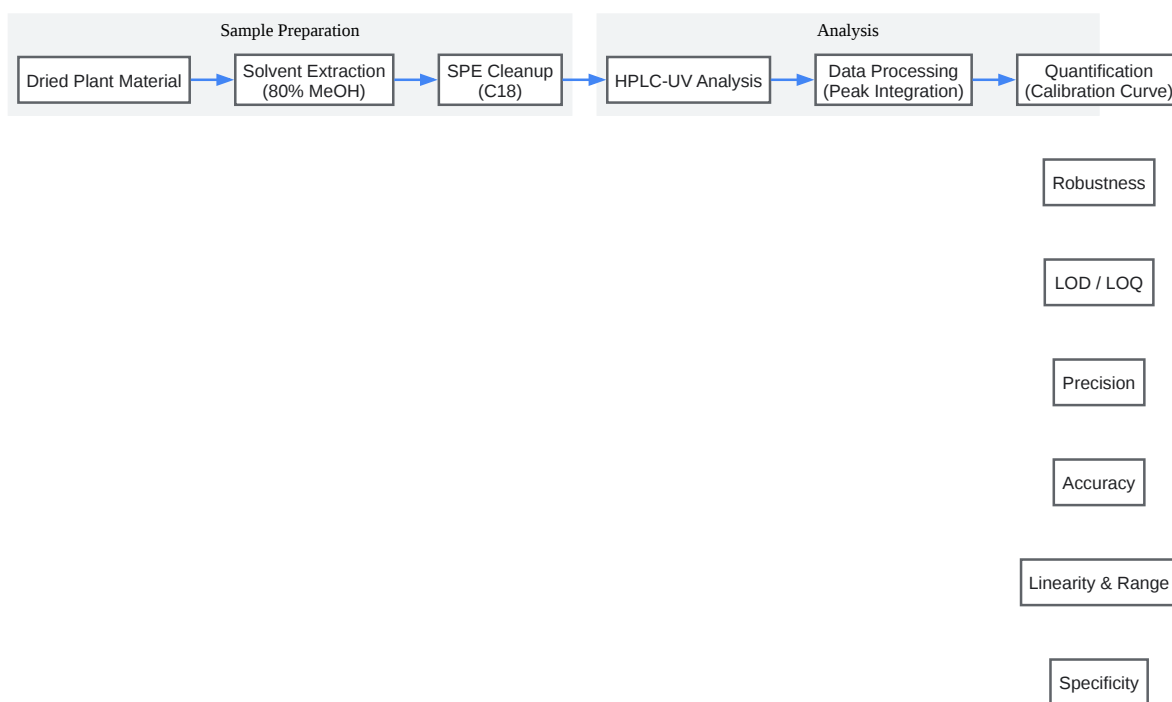 Sample Preparation
Dried Plant Material
Solvent Extraction
(80% MeOH)
SPE Cleanup
(C18)
Analysis
HPLC-UV Analysis
Data Processing
(Peak Integration)
Quantification
(Calibration Curve)
Robustness
LOD / LOQ
Precision
Accuracy
Linearity & Range
Specificity